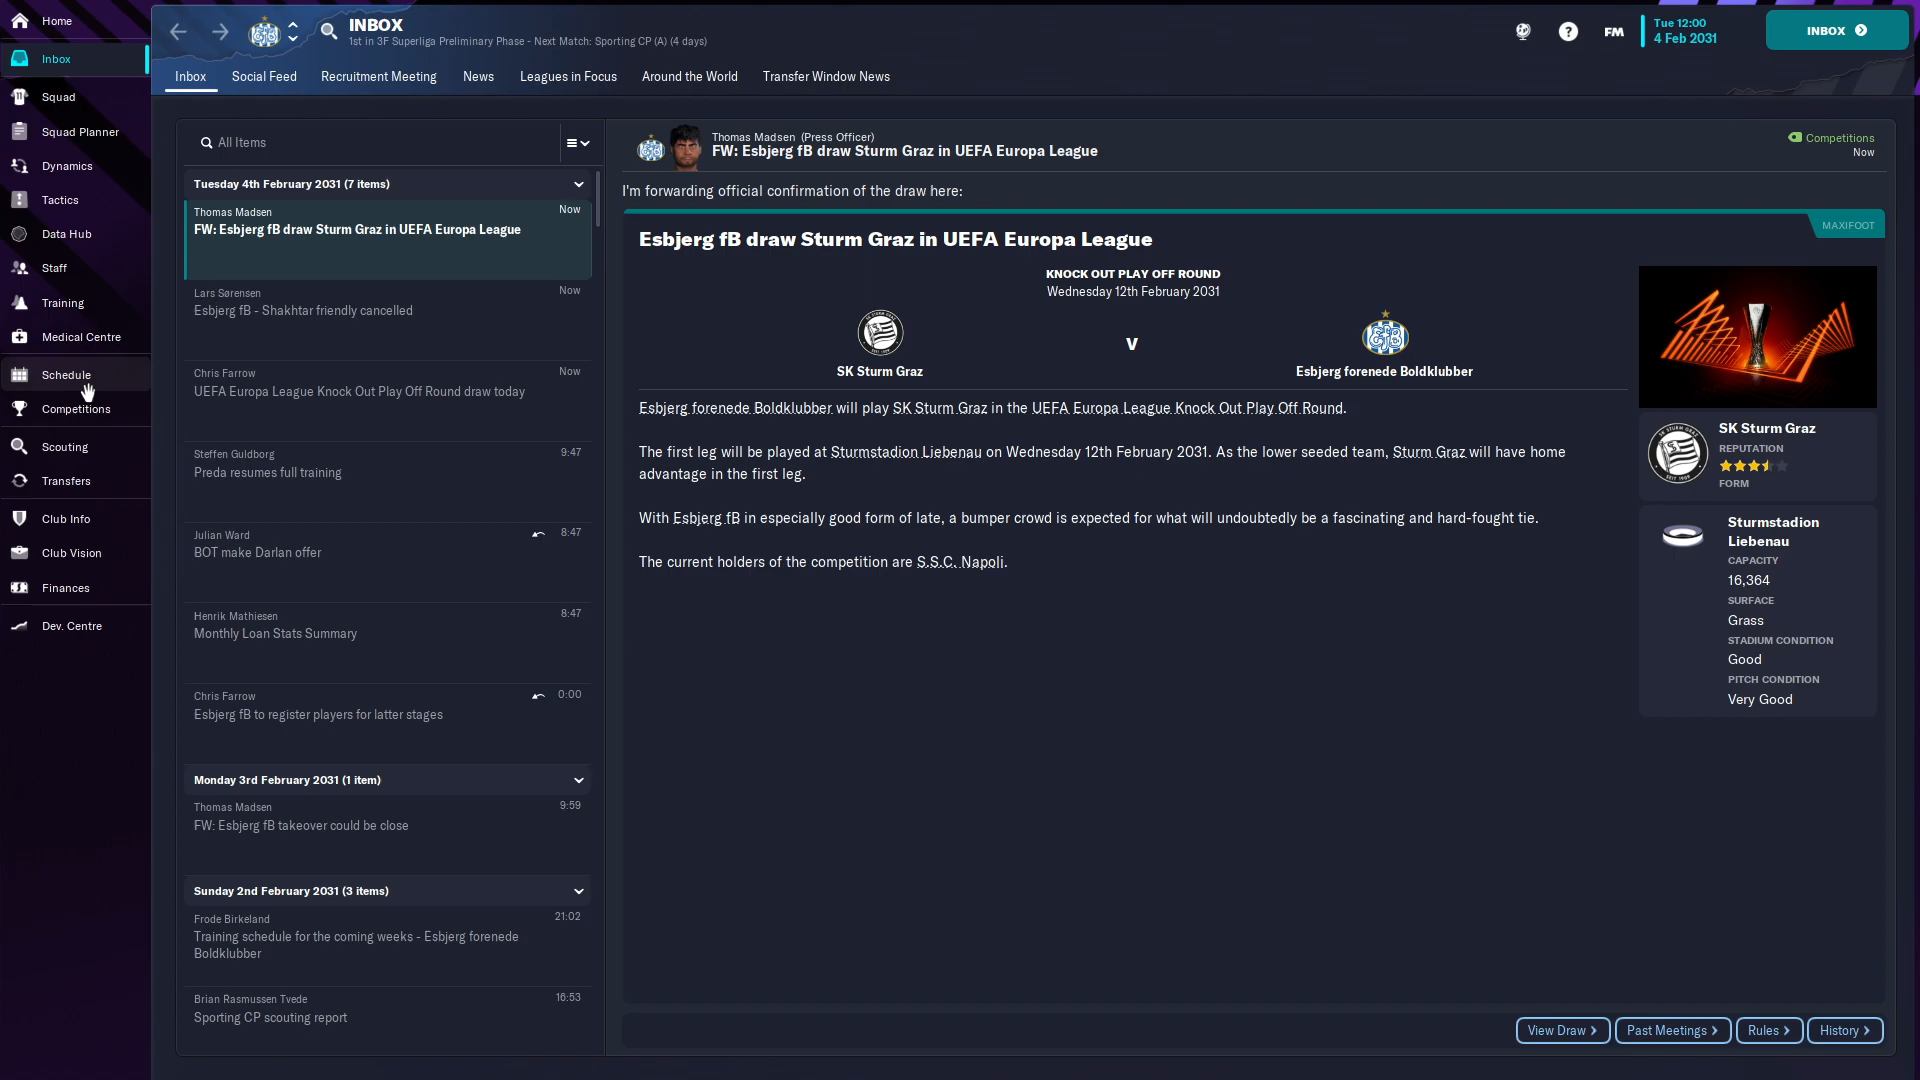 Home
Inbox
Squad
Squad Planner
Dynamics
Tactics
Data Hub
Staff
Training
Medical Centre
Schedule
Competitions
Scouting
Transfers
Club Info
Club Vision
Finances
Dev. Centre
INBOX
1st in 3F Superliga Preliminary Phase - Next Match: Sporting CP (A) (4 days)
FM
Tue 12:00
4 Feb 2031
INBOX
Inbox
Social Feed
Recruitment Meeting
News
Leagues in Focus
Around the World
Transfer Window News
All Items
Tuesday 4th February 2031 (7 items)
Thomas Madsen Now
FW: Esbjerg fB draw Sturm Graz in UEFA Europa League
Lars Sørensen Now
Esbjerg fB - Shakhtar friendly cancelled
Chris Farrow Now
UEFA Europa League Knock Out Play Off Round draw today
Steffen Guldborg 9:47
Preda resumes full training
Julian Ward 8:47
BOT make Darlan offer
Henrik Mathiesen 8:47
Monthly Loan Stats Summary
Chris Farrow 0:00
Esbjerg fB to register players for latter stages
Monday 3rd February 2031 (1 item)
Thomas Madsen 9:59
FW: Esbjerg fB takeover could be close
Sunday 2nd February 2031 (3 items)
Frode Birkeland 21:02
Training schedule for the coming weeks - Esbjerg forenede
Boldklubber
Brian Rasmussen Tvede 16:53
Sporting CP scouting report
Thomas Madsen (Press Officer)
FW: Esbjerg fB draw Sturm Graz in UEFA Europa League
Competitions
Now
I'm forwarding official confirmation of the draw here:
MAXIFOOT
Esbjerg fB draw Sturm Graz in UEFA Europa League
KNOCK OUT PLAY OFF ROUND
Wednesday 12th February 2031
v
SK Sturm Graz
Esbjerg forenede Boldklubber
Esbjerg forenede Boldklubber will play SK Sturm Graz in the UEFA Europa League Knock Out Play Off Round.
The first leg will be played at Sturmstadion Liebenau on Wednesday 12th February 2031. As the lower seeded team, Sturm Graz will have home
advantage in the first leg.
With Esbjerg fB in especially good form of late, a bumper crowd is expected for what will undoubtedly be a fascinating and hard-fought tie.
The current holders of the competition are S.S.C. Napoli.
SK Sturm Graz
REPUTATION
FORM
Sturmstadion
Liebenau
CAPACITY
16,364
SURFACE
Grass
STADIUM CONDITION
Good
PITCH CONDITION
Very Good
View Draw
Past Meetings
Rules
History